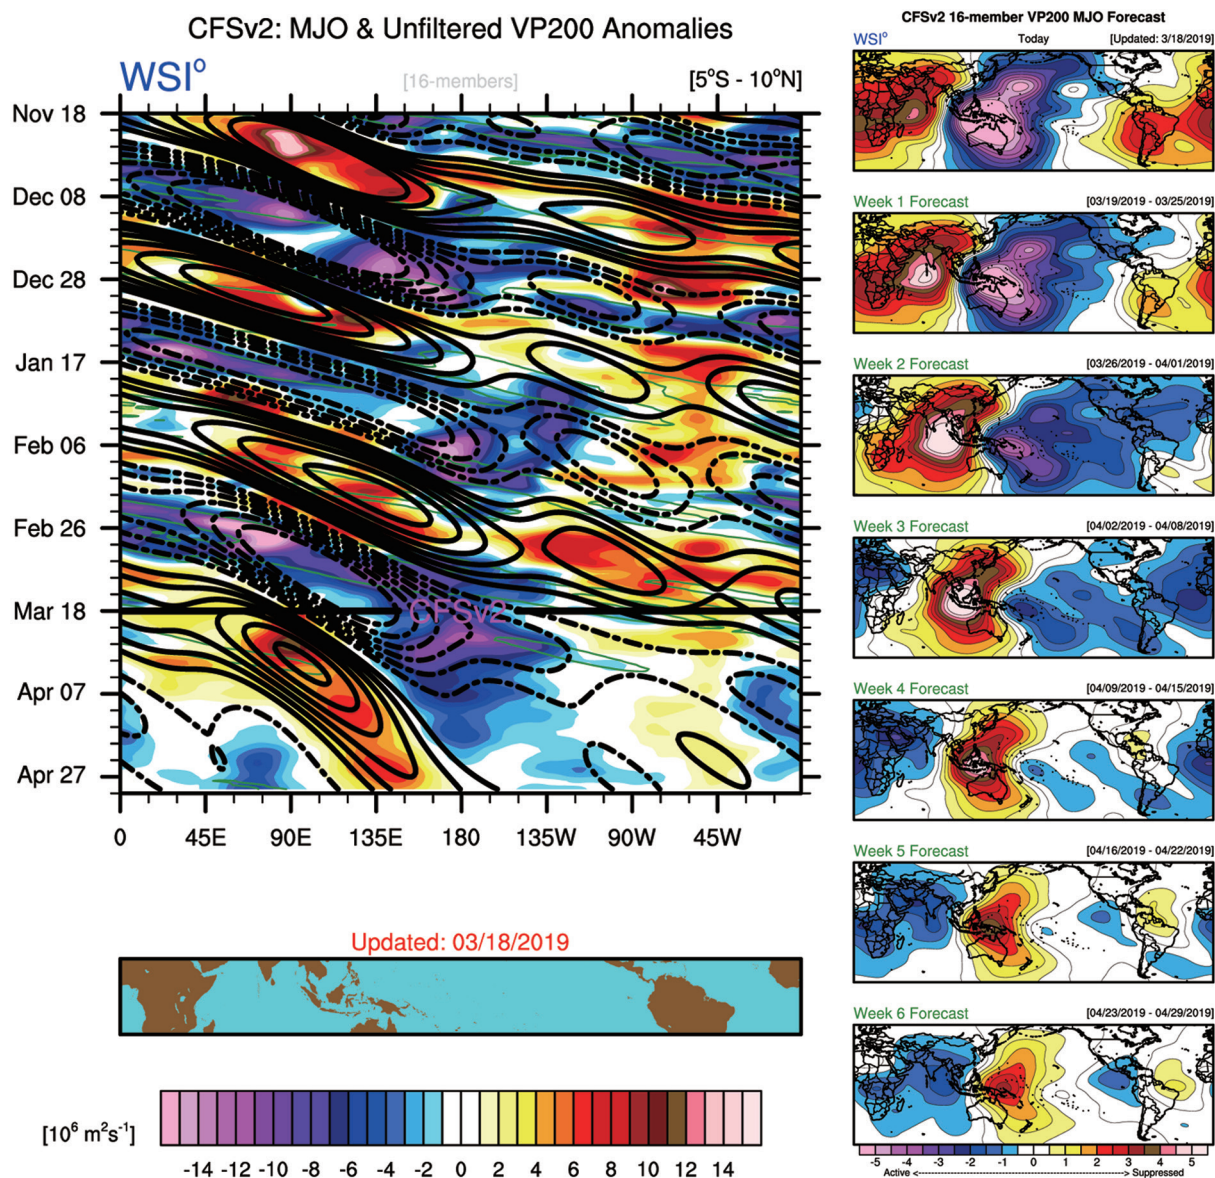 CFSv2: MJO & Unfiltered VP200 Anomalies
WSI°
[16-members]
[5°S - 10°N]
Nov 18
Dec 08
Dec 28
Jan 17
Feb 06
Feb 26
Mar 18
Apr 07
Apr 27
CFSv2
0 45E 90E 135E 180 135W 90W 45W
Updated: 03/18/2019
[10⁶ m²s⁻¹]
-14 -12 -10 -8 -6 -4 -2 0 2 4 6 8 10 12 14
CFSv2 16-member VP200 MJO Forecast
WSI° Today [Updated: 3/18/2019]
Week 1 Forecast [03/19/2019 - 03/25/2019]
Week 2 Forecast [03/26/2019 - 04/01/2019]
Week 3 Forecast [04/02/2019 - 04/08/2019]
Week 4 Forecast [04/09/2019 - 04/15/2019]
Week 5 Forecast [04/16/2019 - 04/22/2019]
Week 6 Forecast [04/23/2019 - 04/29/2019]
-5 -4 -3 -2 -1 0 1 2 3 4 5
Active <------------------------------> Suppressed